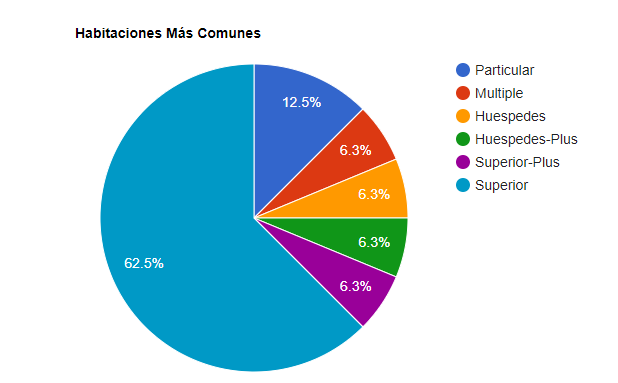 Habitaciones Más Comunes
Particular
Multiple
Huespedes
Huespedes-Plus
Superior-Plus
Superior
12.5%
6.3%
6.3%
6.3%
6.3%
62.5%